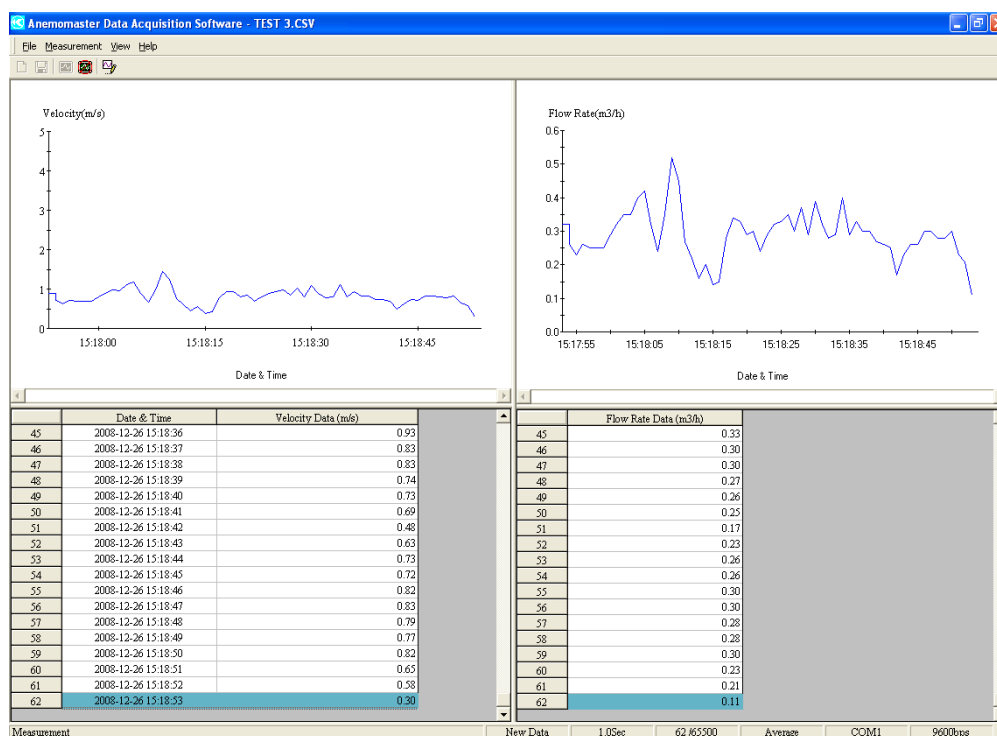 Anemomaster Data Acquisition Software - TEST 3.CSV
File Measurement View Help
Velocity(m/s)
5
4
3
2
1
0
15:18:00 15:18:15 15:18:30 15:18:45
Date & Time
Flow Rate(m3/h)
0.6
0.5
0.4
0.3
0.2
0.1
0.0
15:17:55 15:18:05 15:18:15 15:18:25 15:18:35 15:18:45
Date & Time
Date & Time Velocity Data (m/s)
45 2008-12-26 15:18:36 0.93
46 2008-12-26 15:18:37 0.83
47 2008-12-26 15:18:38 0.83
48 2008-12-26 15:18:39 0.74
49 2008-12-26 15:18:40 0.73
50 2008-12-26 15:18:41 0.69
51 2008-12-26 15:18:42 0.48
52 2008-12-26 15:18:43 0.63
53 2008-12-26 15:18:44 0.73
54 2008-12-26 15:18:45 0.72
55 2008-12-26 15:18:46 0.82
56 2008-12-26 15:18:47 0.83
57 2008-12-26 15:18:48 0.79
58 2008-12-26 15:18:49 0.77
59 2008-12-26 15:18:50 0.82
60 2008-12-26 15:18:51 0.65
61 2008-12-26 15:18:52 0.58
62 2008-12-26 15:18:53 0.30
Flow Rate Data (m3/h)
45 0.33
46 0.30
47 0.30
48 0.27
49 0.26
50 0.25
51 0.17
52 0.23
53 0.26
54 0.26
55 0.30
56 0.30
57 0.28
58 0.28
59 0.30
60 0.23
61 0.21
62 0.11
Measurement New Data 1.0Sec 62 /65500 Average COM1 9600bps